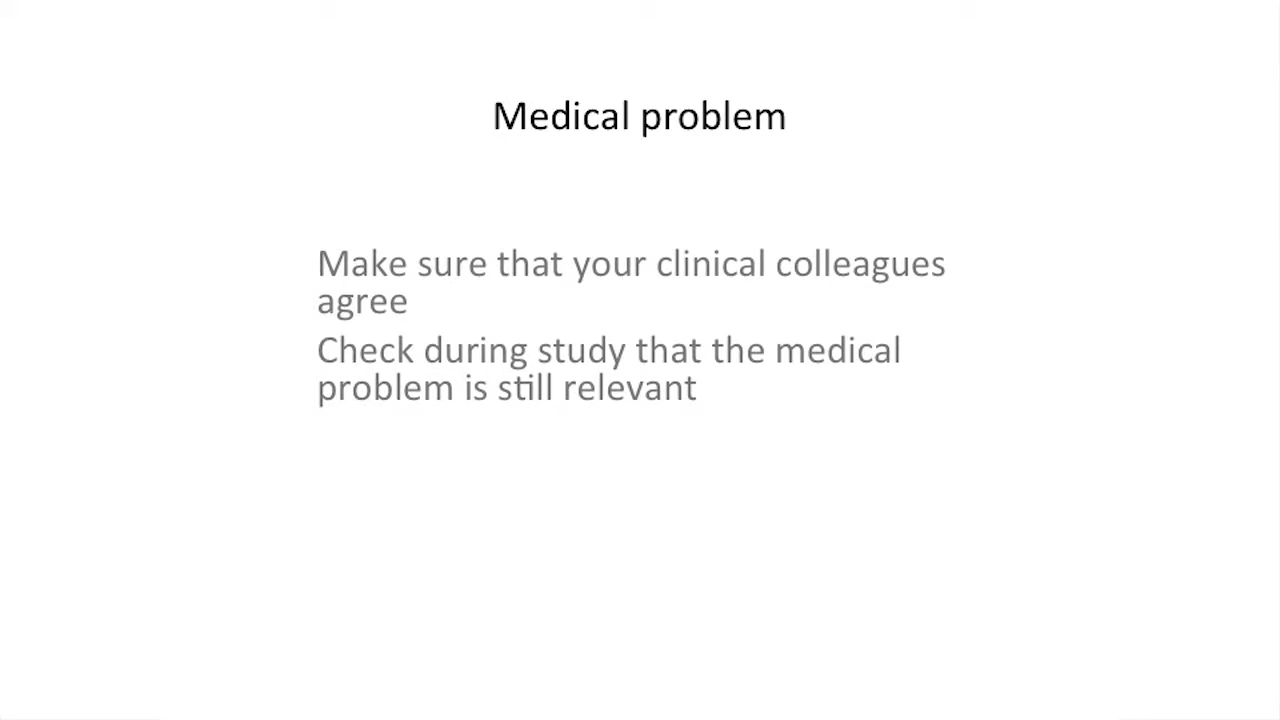 Medical problem
Make sure that your clinical colleagues
agree
Check during study that the medical
problem is still relevant